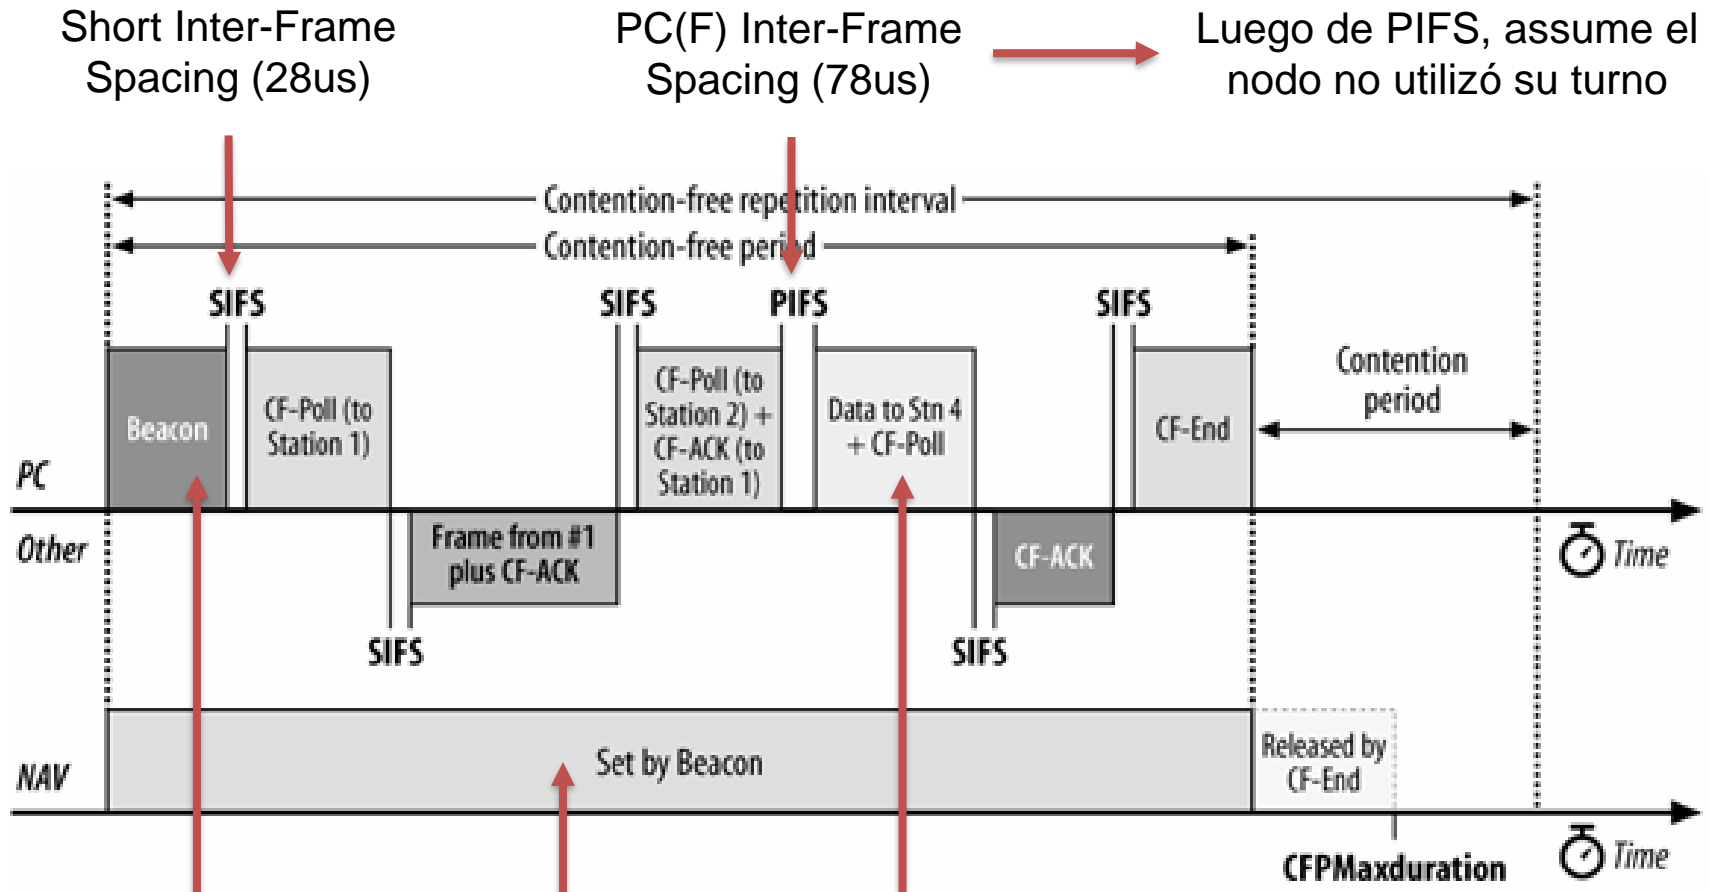 Short Inter-Frame
Spacing (28us)
PC(F) Inter-Frame
Spacing (78us)
Luego de PIFS, assume el
nodo no utilizó su turno
Contention-free repetition interval
Contention-free period
SIFS
SIFS
PIFS
SIFS
Beacon
CF-Poll (to
Station 1)
CF-Poll (to
Station 2) +
CF-ACK (to
Station 1)
Data to Stn 4
+ CF-Poll
CF-End
Contention
period
PC
Other
Frame from #1
plus CF-ACK
CF-ACK
Time
SIFS
SIFS
NAV
Set by Beacon
Released by
CF-End
CFPMaxduration
Time